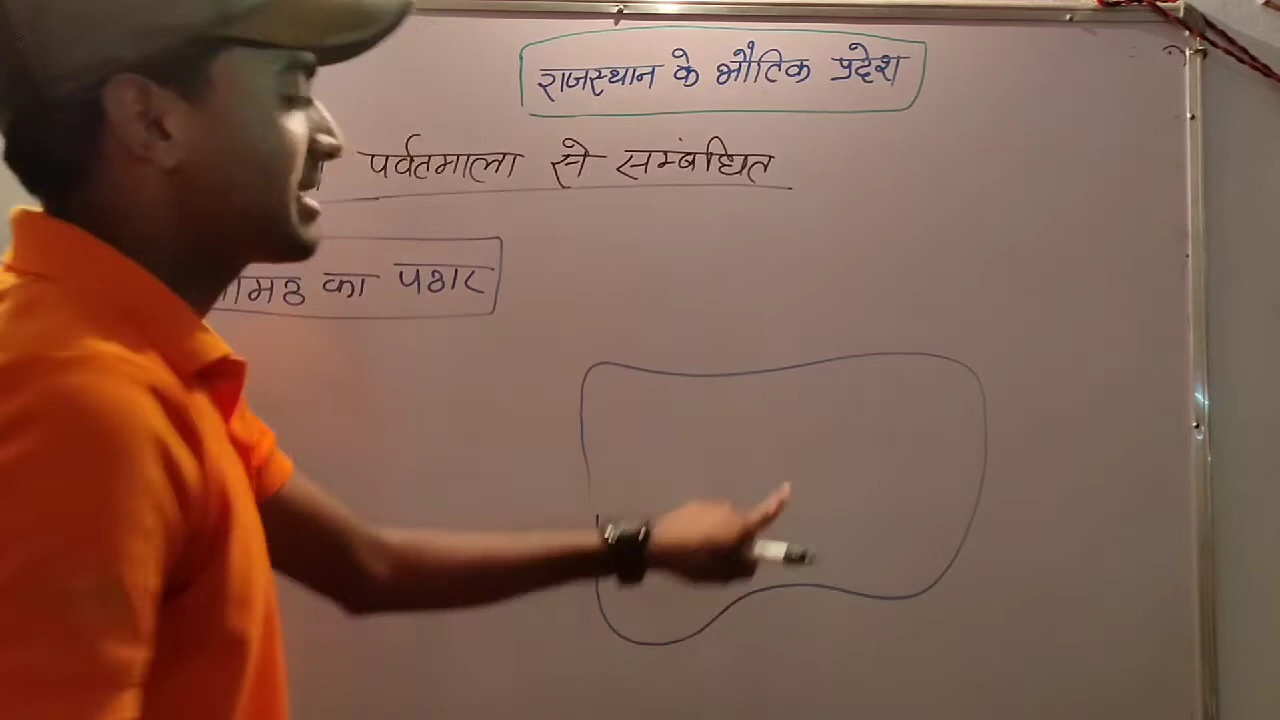 राजस्थान के भौतिक प्रदेश
पर्वतमाला से सम्बंधित
का पठार